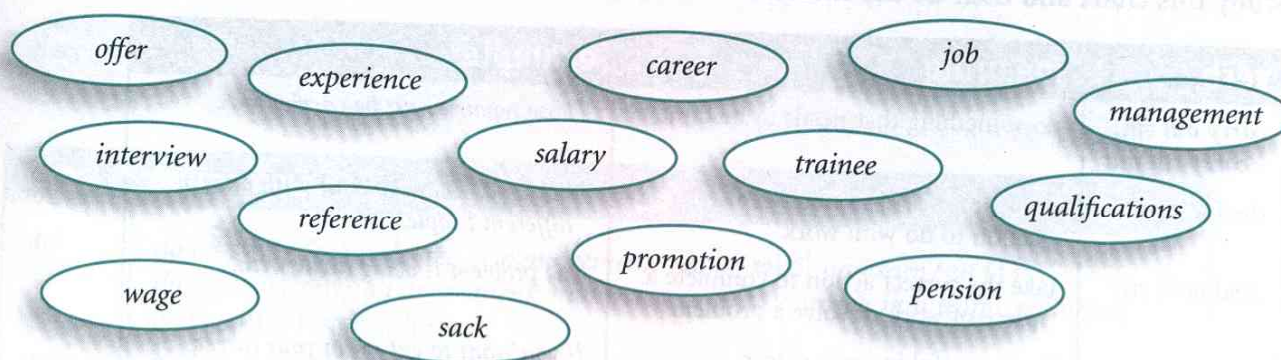 offer
experience
career
job
management
interview
salary
trainee
qualifications
reference
promotion
wage
sack
pension